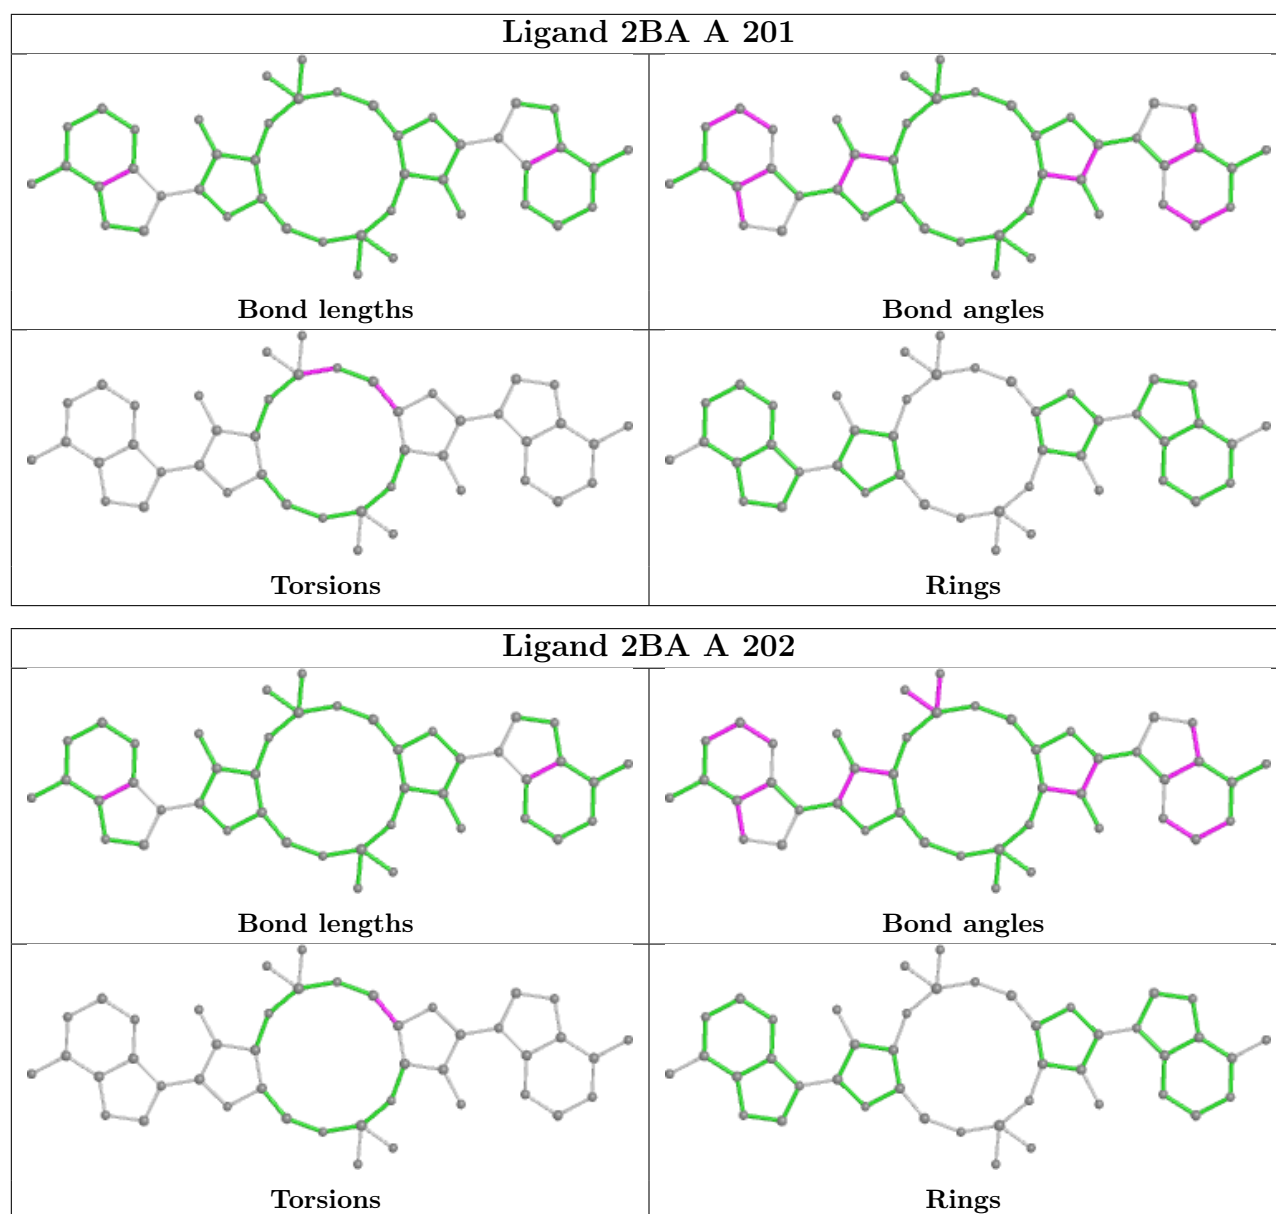 Ligand 2BA A 201
Bond lengths
Bond angles
Torsions
Rings
Ligand 2BA A 202
Bond lengths
Bond angles
Torsions
Rings